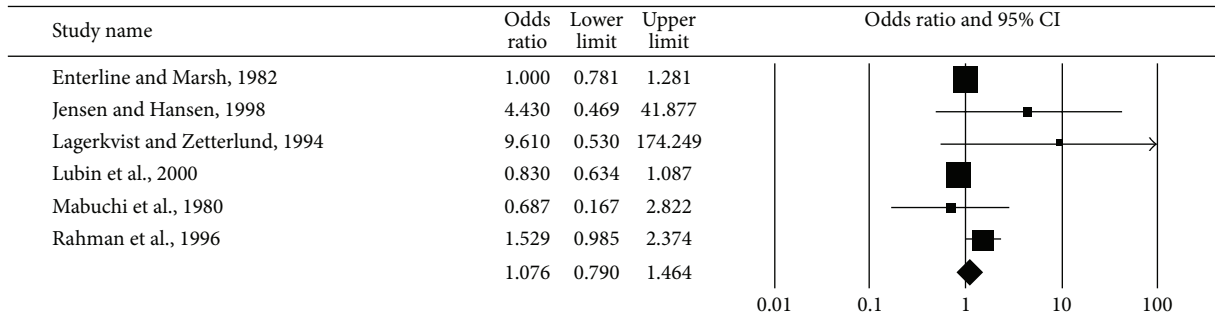 Study name Odds ratio Lower limit Upper limit Odds ratio and 95% CI
Enterline and Marsh, 1982 1.000 0.781 1.281
Jensen and Hansen, 1998 4.430 0.469 41.877
Lagerkvist and Zetterlund, 1994 9.610 0.530 174.249
Lubin et al., 2000 0.830 0.634 1.087
Mabuchi et al., 1980 0.687 0.167 2.822
Rahman et al., 1996 1.529 0.985 2.374
1.076 0.790 1.464
0.01 0.1 1 10 100